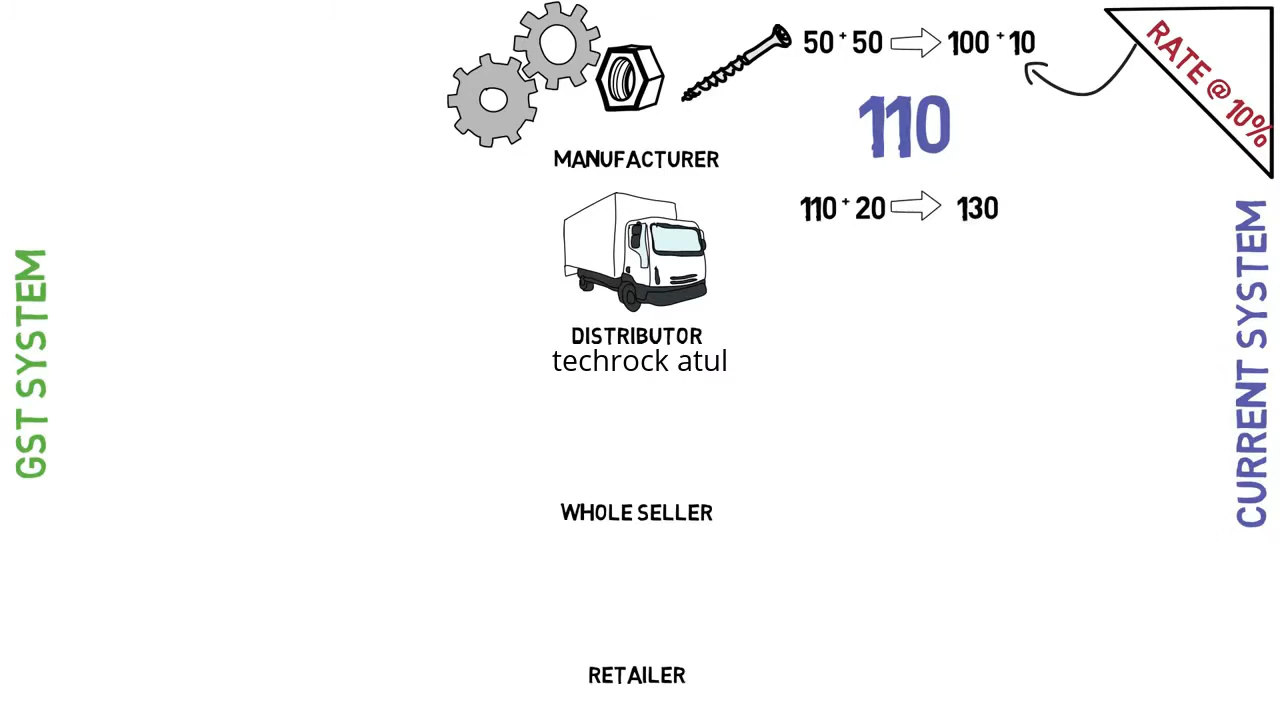 50 + 50 100 + 10
RATE @ 10%
110
MANUFACTURER
110 + 20 130
DISTRIBUTOR
techrock atul
WHOLE SELLER
RETAILER
GST SYSTEM
CURRENT SYSTEM